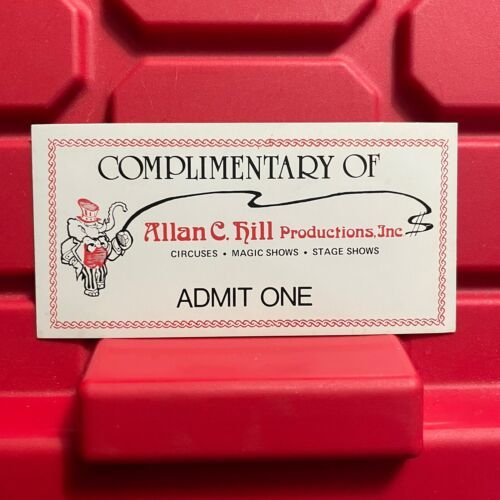 COMPLIMENTARY OF
Allan C. Hill Productions, Inc $
CIRCUSES • MAGIC SHOWS • STAGE SHOWS
ADMIT ONE